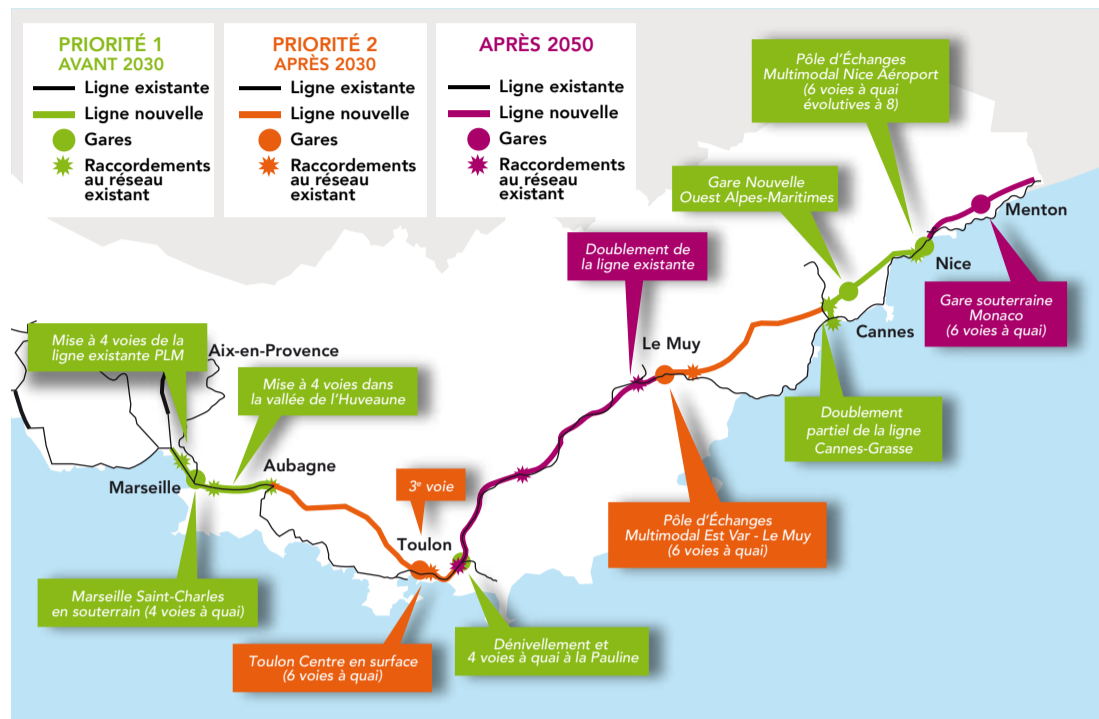 PRIORITÉ 1
AVANT 2030
Ligne existante
Ligne nouvelle
Gares
Raccordements
au réseau
existant
PRIORITÉ 2
APRÈS 2030
Ligne existante
Ligne nouvelle
Gares
Raccordements
au réseau
existant
APRÈS 2050
Ligne existante
Ligne nouvelle
Gares
Raccordements
au réseau
existant
Pôle d'Échanges
Multimodal Nice Aéroport
(6 voies à quai
évolutives à 8)
Gare Nouvelle
Ouest Alpes-Maritimes
Menton
Doublement de
la ligne existante
Nice
Gare souterraine
Monaco
(6 voies à quai)
Cannes
Mise à 4 voies de la
ligne existante PLM
Aix-en-Provence
Le Muy
Mise à 4 voies dans
la vallée de l'Huveaune
Doublement
partiel de la ligne
Cannes-Grasse
Aubagne
Marseille
3e voie
Pôle d'Échanges
Multimodal Est Var - Le Muy
(6 voies à quai)
Toulon
Marseille Saint-Charles
en souterrain (4 voies à quai)
Toulon Centre en surface
(6 voies à quai)
Dénivellement et
4 voies à quai à la Pauline